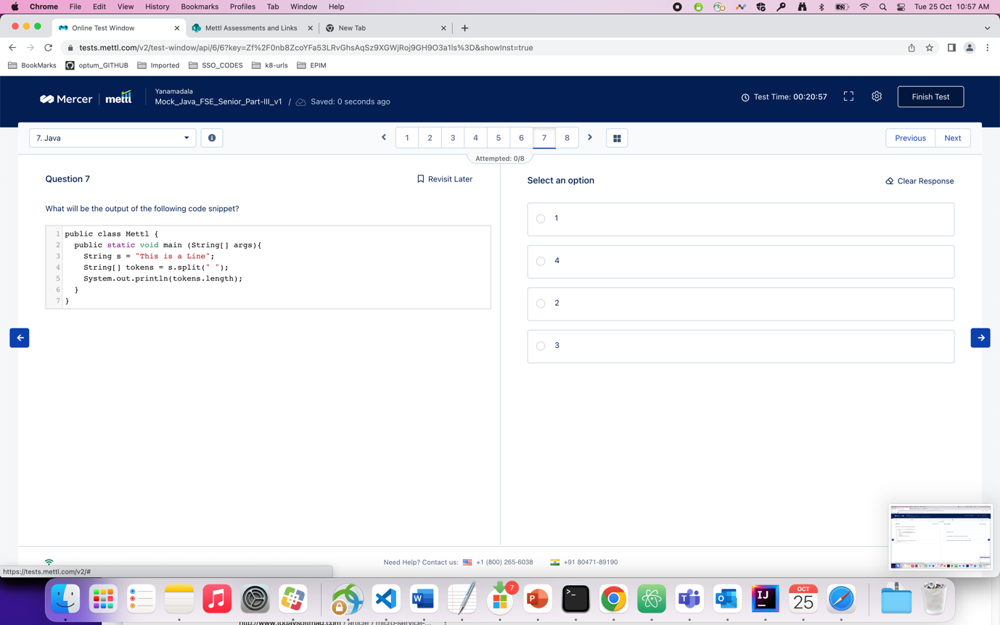 Chrome File Edit View History Bookmarks Profiles Tab Window Help Tue 25 Oct 10:57 AM
Online Test Window Mettl Assessments and Links New Tab
tests.mettl.com/v2/test-window/api/6/6?key=Zf%2F0nb8ZcoYFa53LRvGhsAqSz9XGWjRoj9GH9O3a1ls%3D&showInst=true
BookMarks optum_GITHUB Imported SSO_CODES k8-urls EPIM
Mercer mettl
Yanamadala
Mock_Java_FSE_Senior_Part-III_v1 / Saved: 0 seconds ago
Test Time: 00:20:57
Finish Test
7. Java
1 2 3 4 5 6 7 8
Previous Next
Attempted: 0/8
Question 7
Revisit Later
What will be the output of the following code snippet?
1 public class Mettl {
2 public static void main (String[] args){
3 String s = "This is a Line";
4 String[] tokens = s.split(" ");
5 System.out.println(tokens.length);
6 }
7 }
Select an option
Clear Response
1
4
2
3
Need Help? Contact us: +1 (800) 265-6038 +91 80471-89190
https://tests.mettl.com/v2/#
7
OCT
25